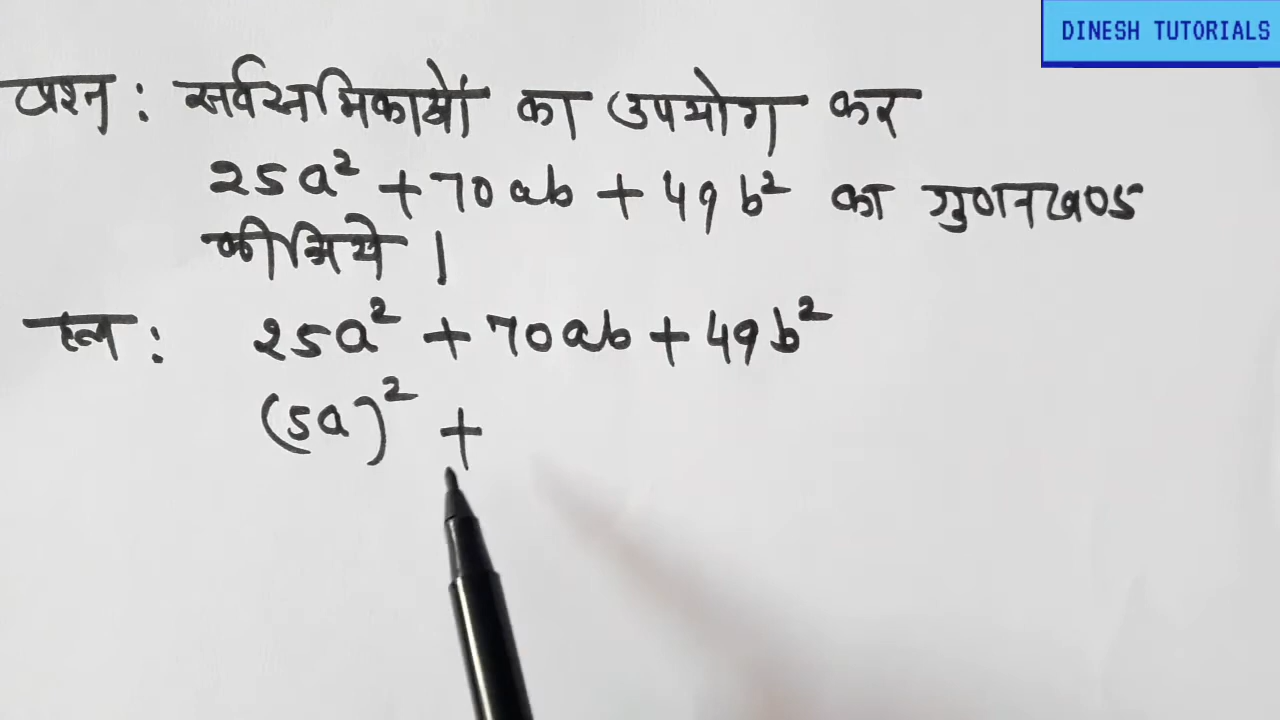 DINESH TUTORIALS
प्रश्न : सर्वसमिकाओं का उपयोग कर
25a² + 70ab + 49b² का गुणनखण्ड
कीजिये ।
हल : 25a² + 70ab + 49b²
(5a)² +